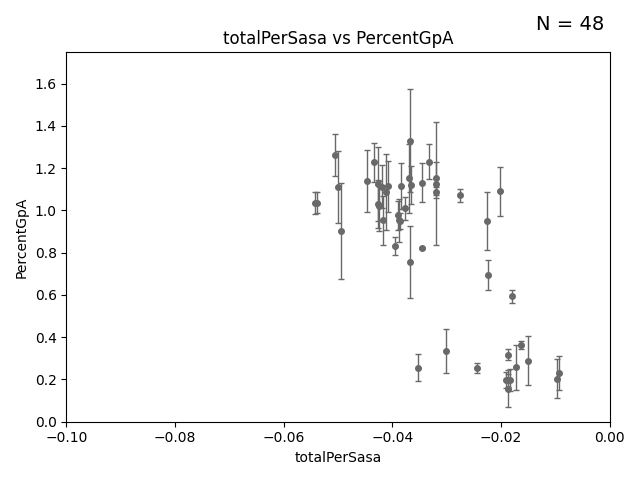 N = 48
totalPerSasa vs PercentGpA
PercentGpA
1.6
1.4
1.2
1.0
0.8
0.6
0.4
0.2
0.0
−0.10 −0.08 −0.06 −0.04 −0.02 0.00
totalPerSasa